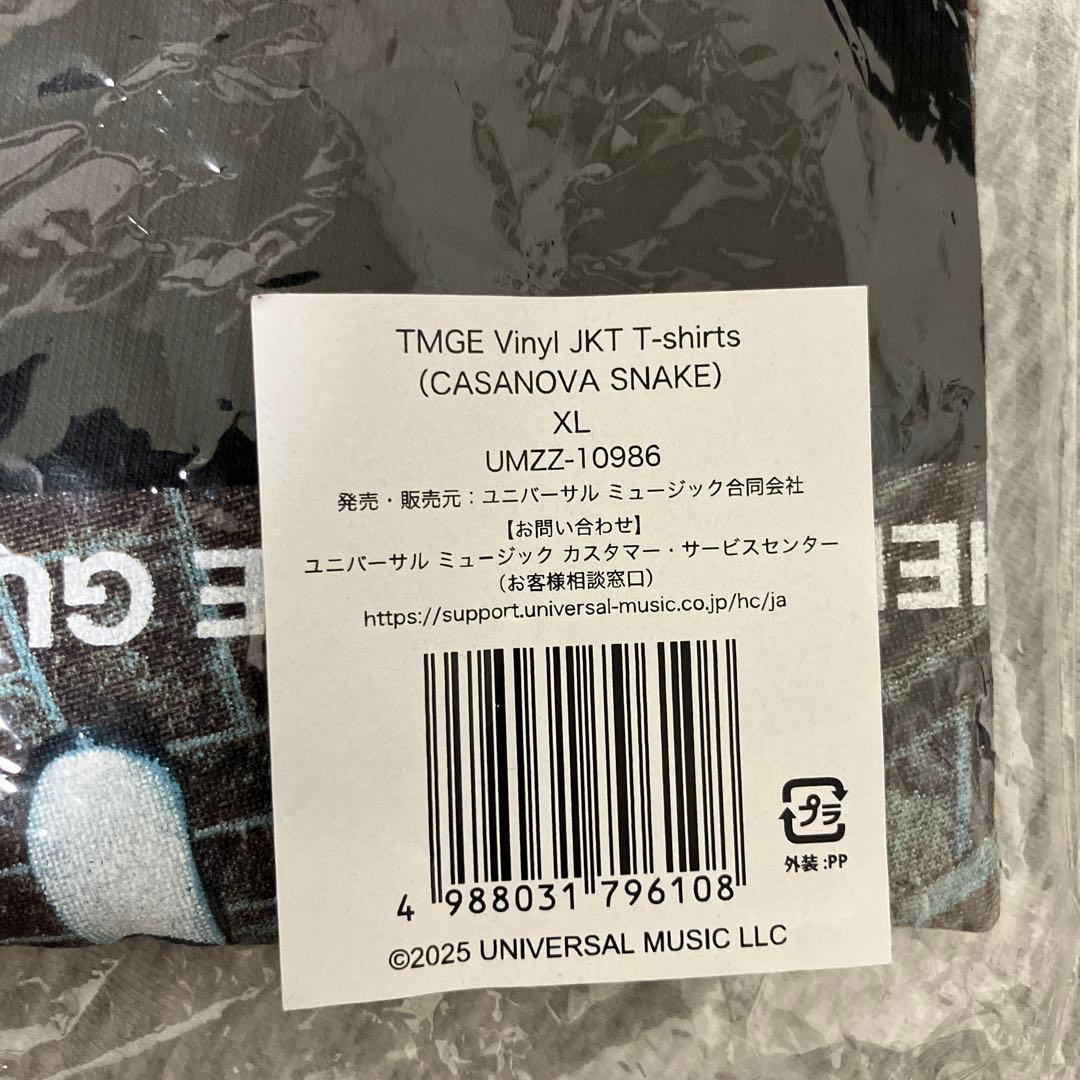 TMGE Vinyl JKT T-shirts
(CASANOVA SNAKE)
XL
UMZZ-10986
発売・販売元：ユニバーサル ミュージック合同会社
【お問い合わせ】
ユニバーサル ミュージック カスタマー・サービスセンター
（お客様相談窓口）
https://support.universal-music.co.jp/hc/ja
4 988031 796108
プラ
外装:PP
©2025 UNIVERSAL MUSIC LLC